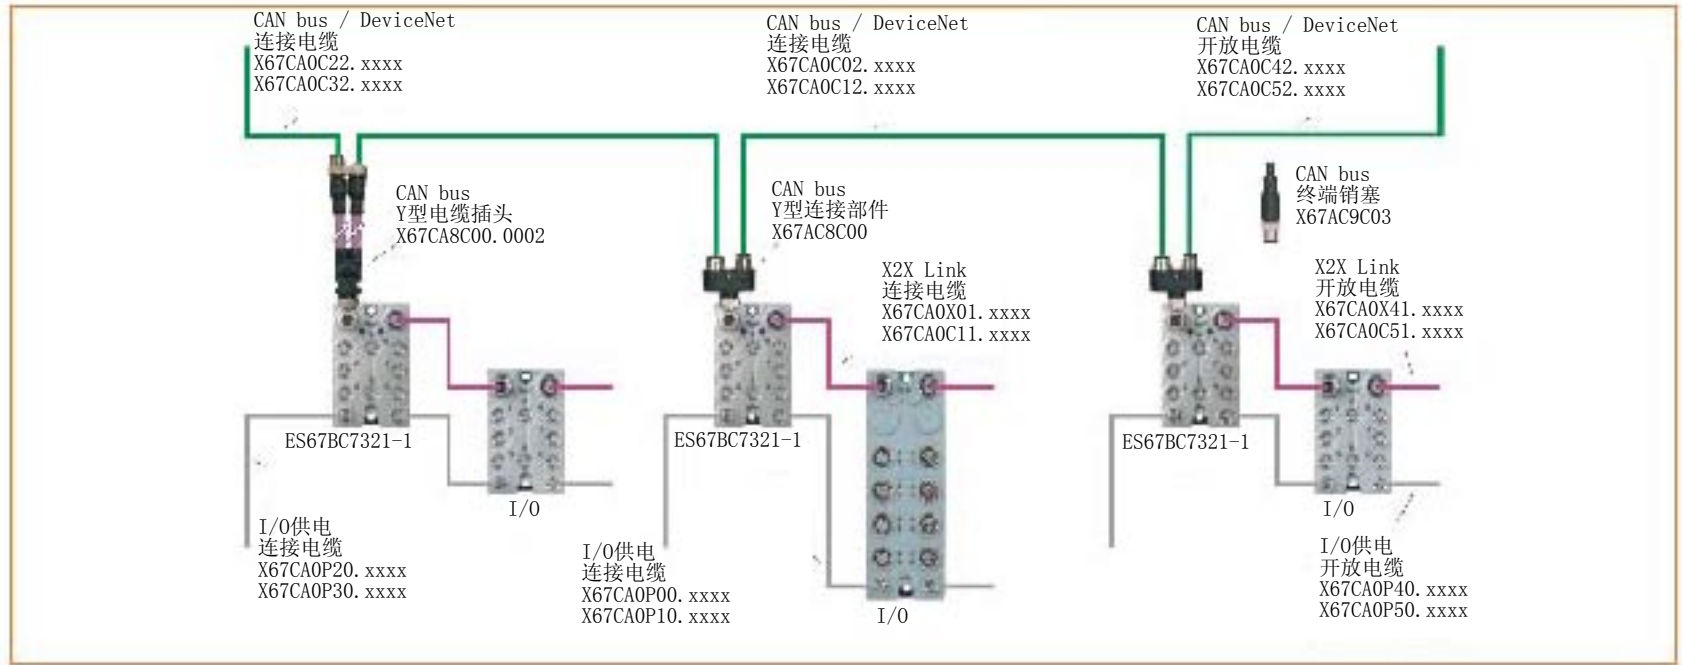 CAN bus / DeviceNet
连接电缆
X67CA0C22.xxxx
X67CA0C32.xxxx
CAN bus / DeviceNet
连接电缆
X67CA0C02.xxxx
X67CA0C12.xxxx
CAN bus / DeviceNet
开放电缆
X67CA0C42.xxxx
X67CA0C52.xxxx
CAN bus
Y型电缆插头
X67CA8C00.0002
CAN bus
Y型连接部件
X67AC8C00
CAN bus
终端销塞
X67AC9C03
X2X Link
连接电缆
X67CA0X01.xxxx
X67CA0C11.xxxx
X2X Link
开放电缆
X67CA0X41.xxxx
X67CA0C51.xxxx
ES67BC7321-1
ES67BC7321-1
ES67BC7321-1
I/O
I/O
I/O
I/O供电
连接电缆
X67CA0P20.xxxx
X67CA0P30.xxxx
I/O供电
连接电缆
X67CA0P00.xxxx
X67CA0P10.xxxx
I/O供电
开放电缆
X67CA0P40.xxxx
X67CA0P50.xxxx